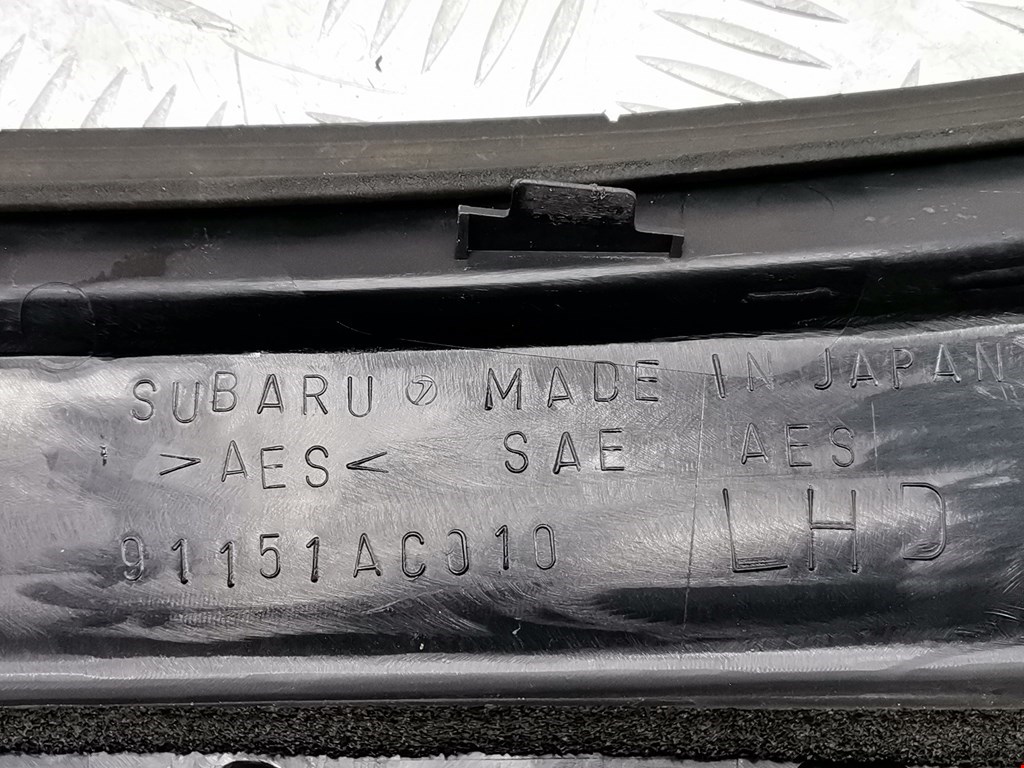 SUBARU MADE IN JAPAN
>AES< SAE AES
91151AC010 LHD